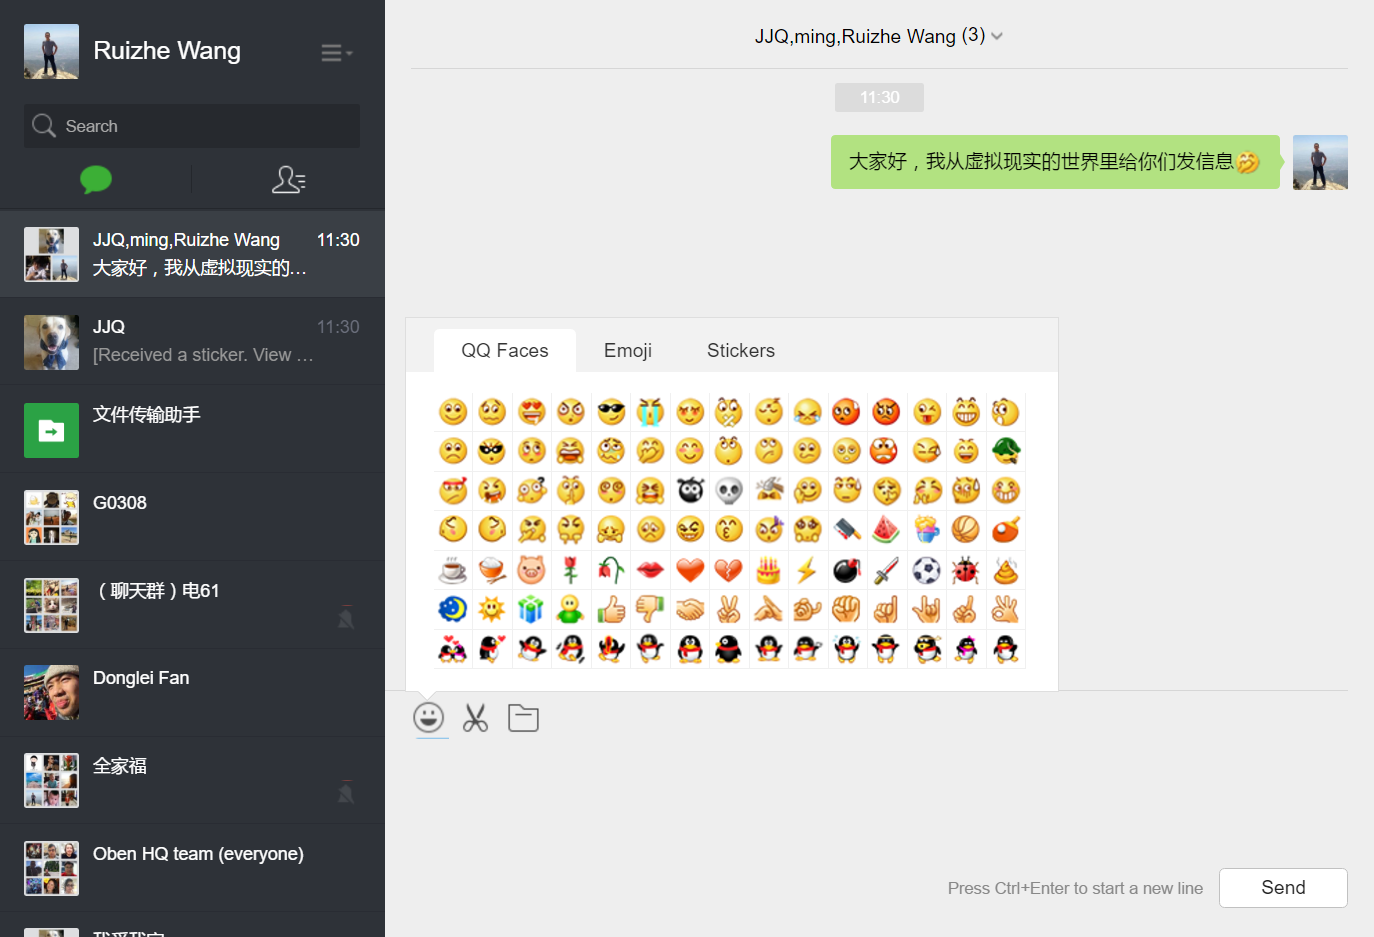 Ruizhe Wang
Search
JJQ,ming,Ruizhe Wang 11:30
大家好，我从虚拟现实的...
JJQ 11:30
[Received a sticker. View ...
文件传输助手
G0308
（聊天群）电61
Donglei Fan
全家福
Oben HQ team (everyone)
JJQ,ming,Ruizhe Wang (3)
11:30
大家好，我从虚拟现实的世界里给你们发信息
QQ Faces Emoji Stickers
Press Ctrl+Enter to start a new line Send